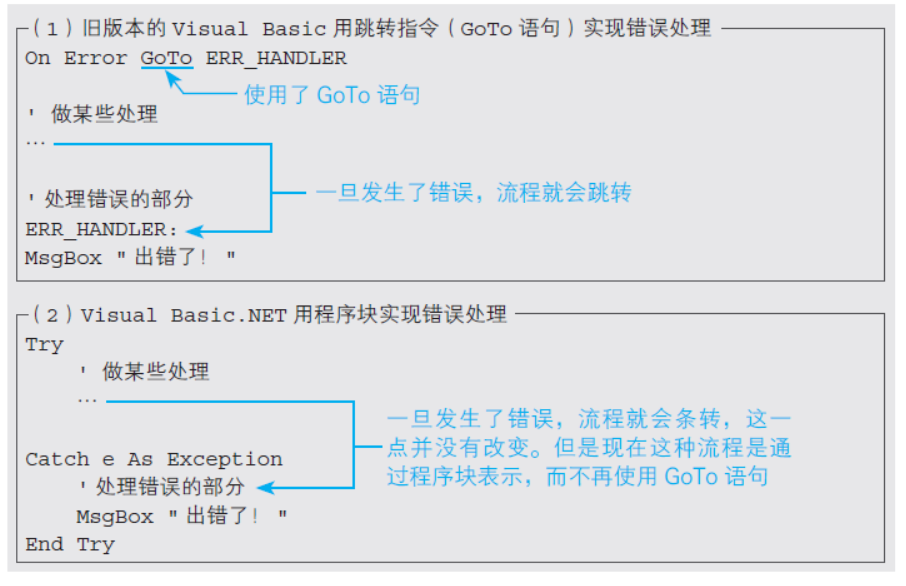 (1)旧版本的 Visual Basic 用跳转指令(GoTo 语句)实现错误处理
On Error GoTo ERR_HANDLER
使用了 GoTo 语句
' 做某些处理
…
一旦发生了错误，流程就会跳转
' 处理错误的部分
ERR_HANDLER：
MsgBox "出错了！"
(2)Visual Basic.NET 用程序块实现错误处理
Try
' 做某些处理
…
一旦发生了错误，流程就会条转，这一
点并没有改变。但是现在这种流程是通
过程序块表示，而不再使用 GoTo 语句
Catch e As Exception
' 处理错误的部分
MsgBox "出错了！"
End Try